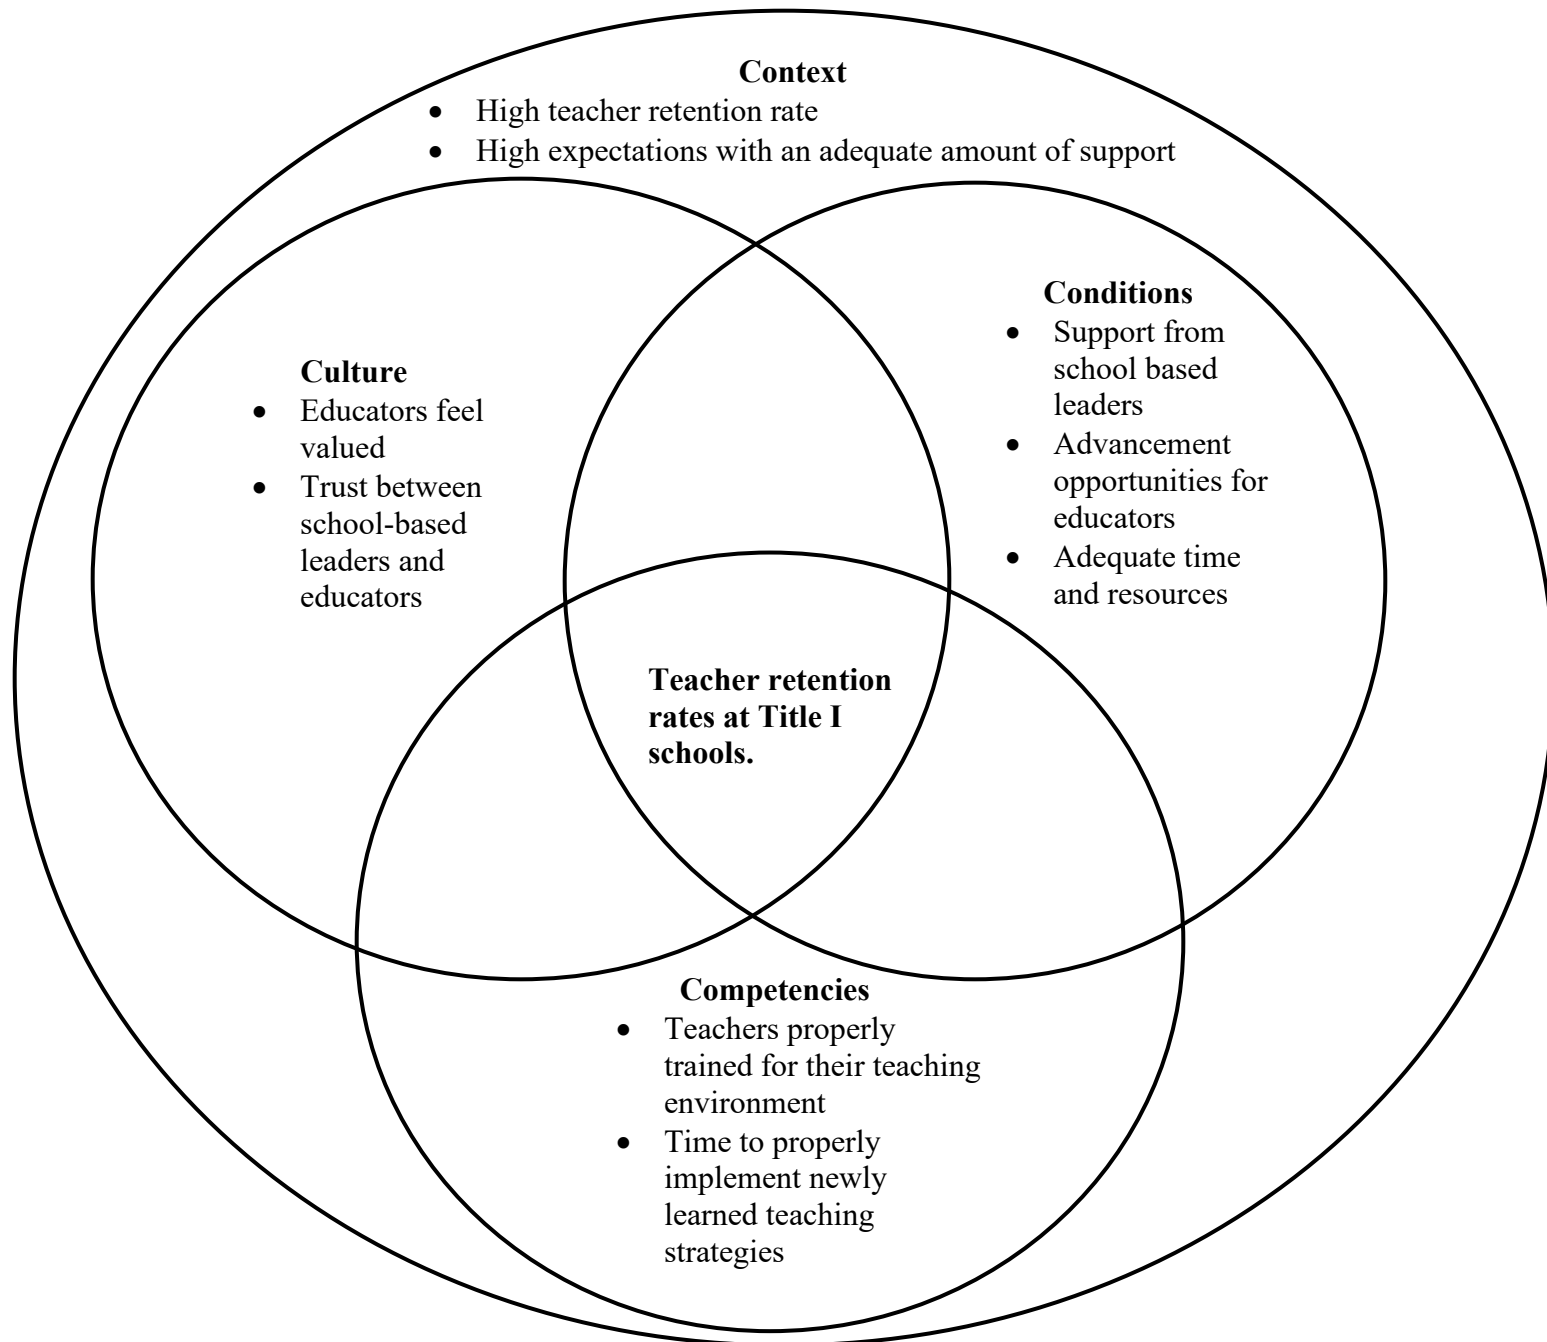 Context
• High teacher retention rate
• High expectations with an adequate amount of support
Culture
• Educators feel
valued
• Trust between
school-based
leaders and
educators
Conditions
• Support from
school based
leaders
• Advancement
opportunities for
educators
• Adequate time
and resources
Teacher retention
rates at Title I
schools.
Competencies
• Teachers properly
trained for their teaching
environment
• Time to properly
implement newly
learned teaching
strategies